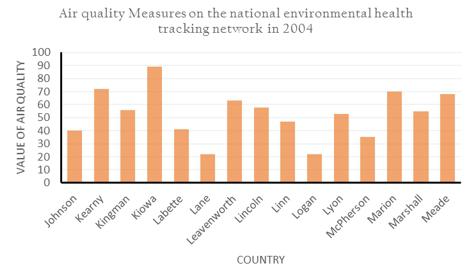 Air quality Measures on the national environmental health
tracking network in 2004
VALUE OF AIR QUALITY
100
90
80
70
60
50
40
30
20
10
0
Johnson
Kearny
Kingman
Kiowa
Labette
Lane
Leavenworth
Lincoln
Linn
Logan
Lyon
McPherson
Marion
Marshall
Meade
COUNTRY